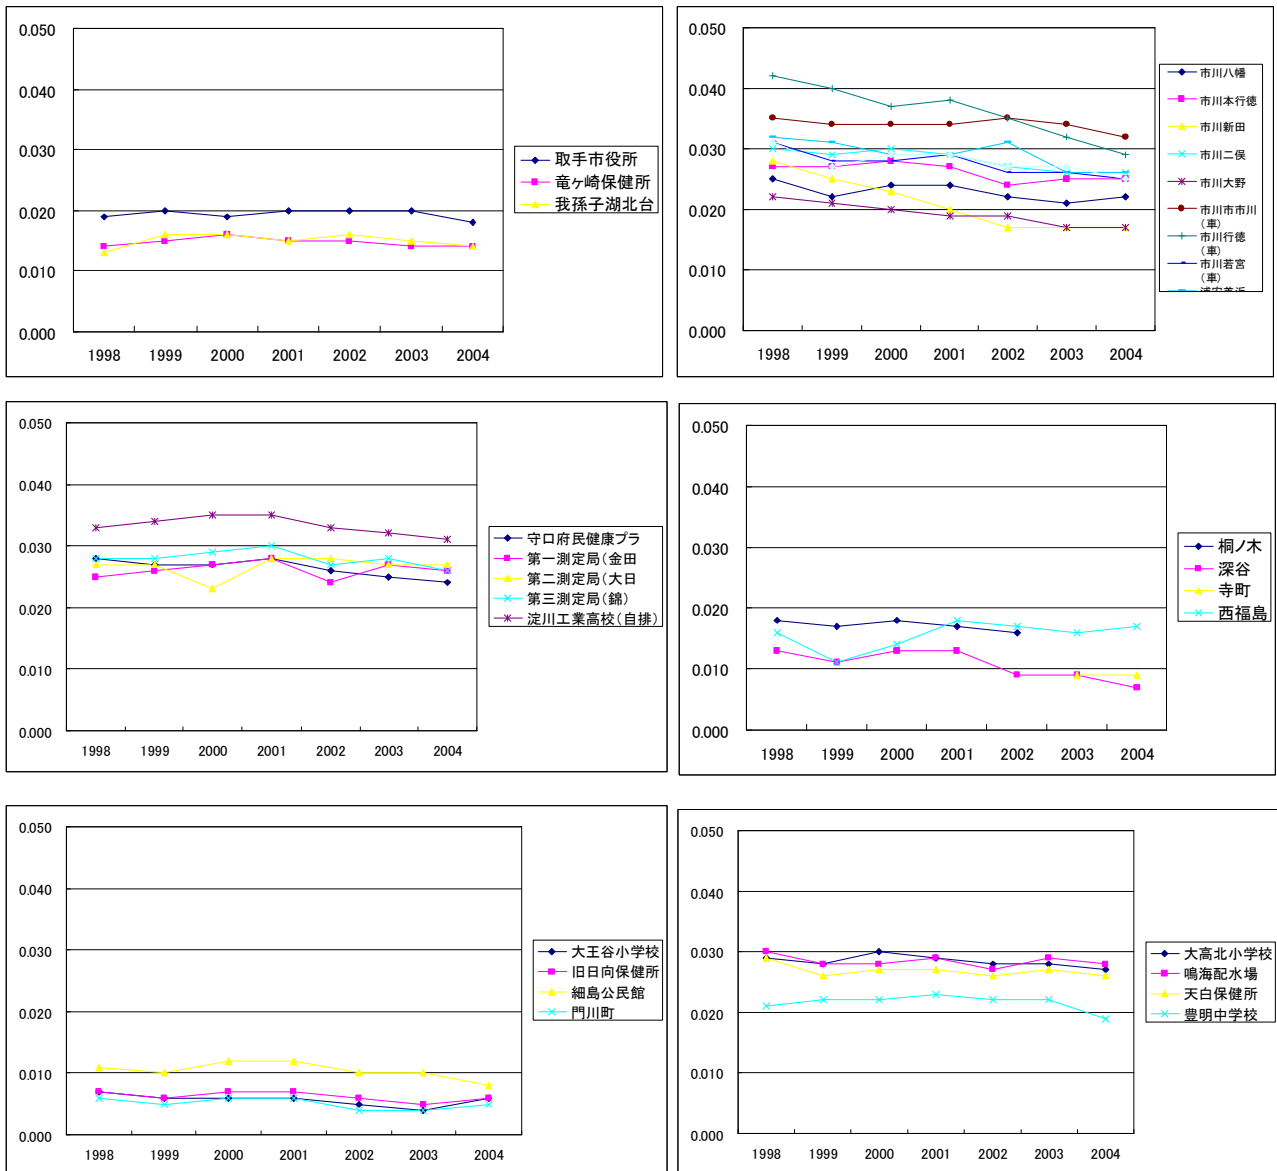 0.050
0.040
0.030
0.020
0.010
0.000
1998 1999 2000 2001 2002 2003 2004
取手市役所
竜ヶ崎保健所
我孫子湖北台
0.050
0.040
0.030
0.020
0.010
0.000
1998 1999 2000 2001 2002 2003 2004
市川八幡
市川本行徳
市川新田
市川二俣
市川大野
市川市市川
(車)
市川行徳
(車)
市川若宮
(車)
0.050
0.040
0.030
0.020
0.010
0.000
1998 1999 2000 2001 2002 2003 2004
守口府民健康プラ
第一測定局(金田
第二測定局(大日
第三測定局(錦)
淀川工業高校(自排)
0.050
0.040
0.030
0.020
0.010
0.000
1998 1999 2000 2001 2002 2003 2004
桐ノ木
深谷
寺町
西福島
0.050
0.040
0.030
0.020
0.010
0.000
1998 1999 2000 2001 2002 2003 2004
大王谷小学校
旧日向保健所
細島公民館
門川町
0.050
0.040
0.030
0.020
0.010
0.000
1998 1999 2000 2001 2002 2003 2004
大高北小学校
鳴海配水場
天白保健所
豊明中学校